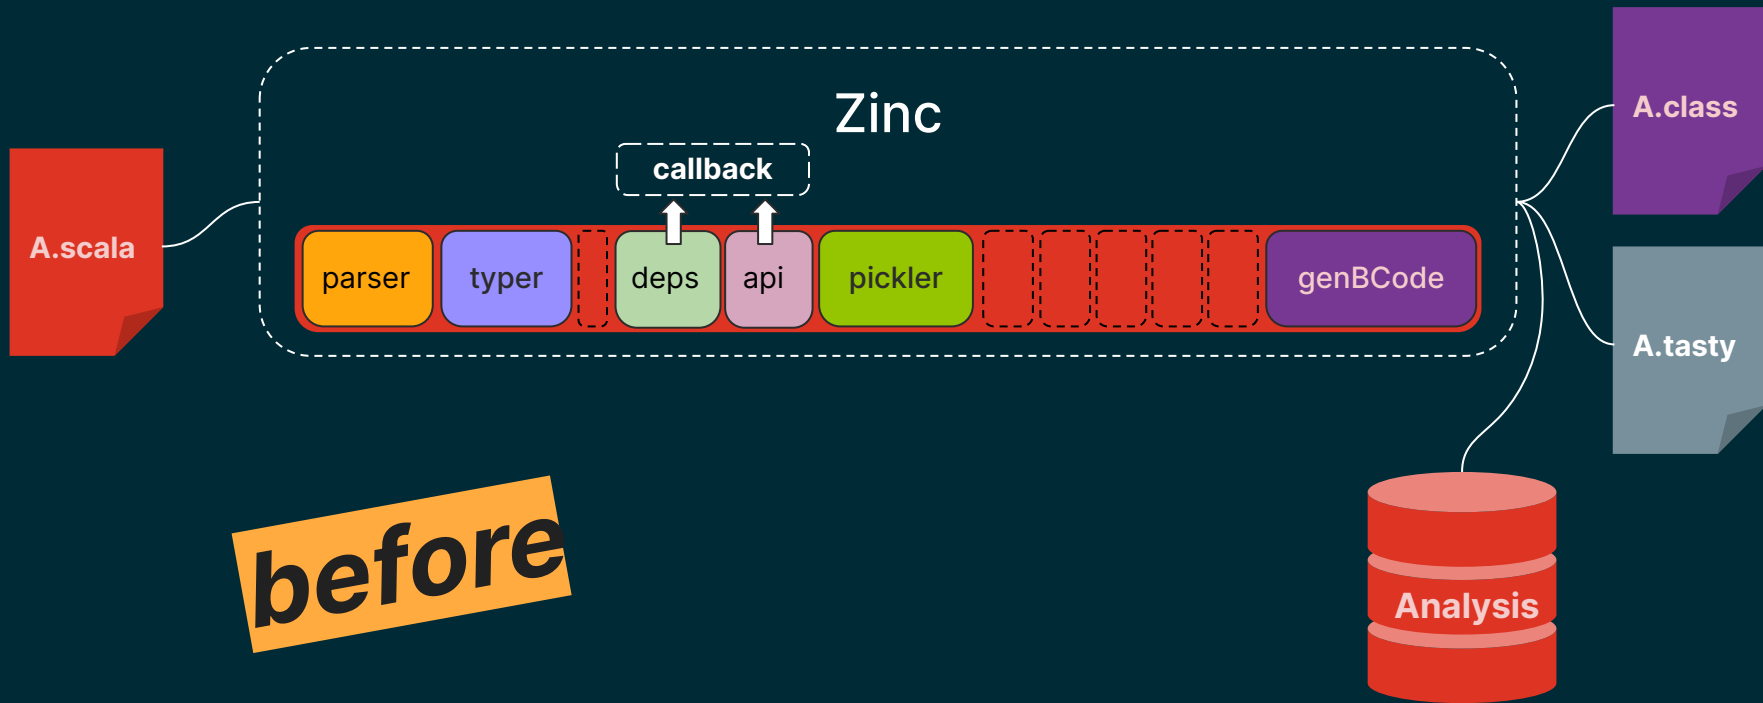 Zinc
callback
A.scala
parser
typer
deps
api
pickler
genBCode
A.class
A.tasty
before
Analysis